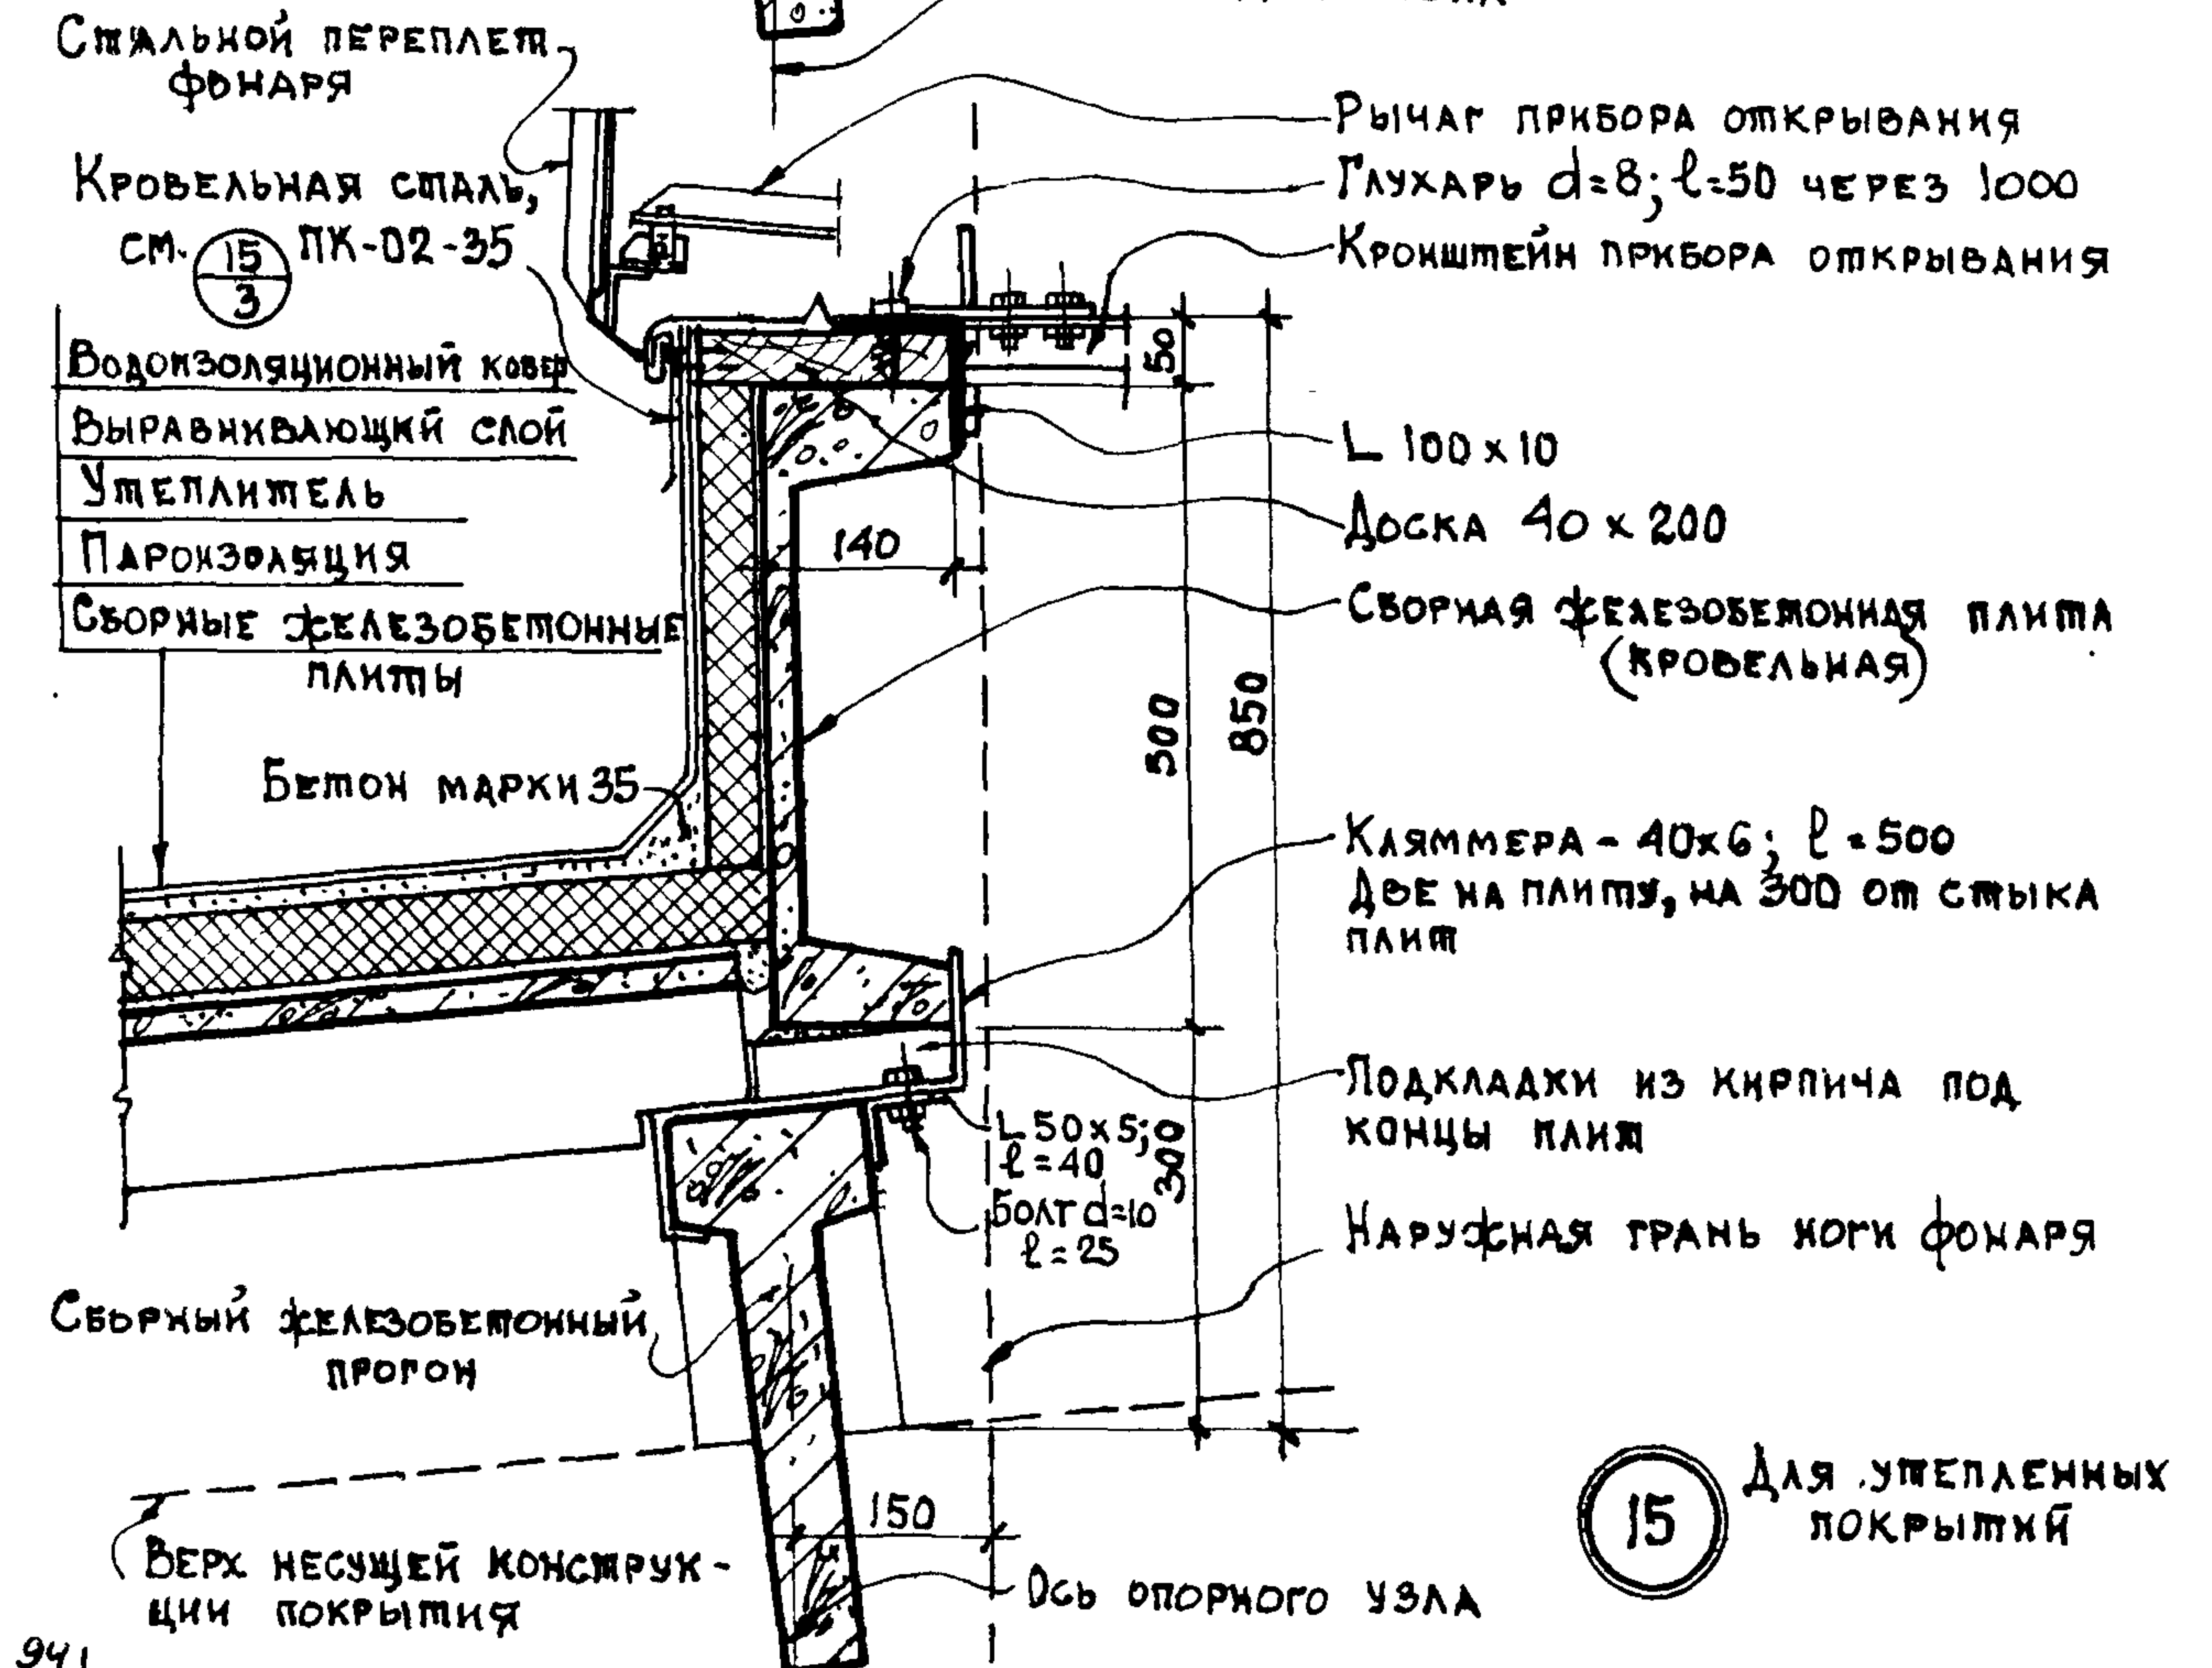 Стальной переплет
фонаря
Кровельная сталь,
см. 15/3 ПК-02-35
Водоизоляционный ковер
Выравнивающий слой
Утеплитель
Пароизоляция
Сборные железобетонные
плиты
Бетон марки 35
Сборный железобетонный
прогон
Верх несущей конструк-
ции покрытия
941
Рычаг прибора открывания
Глухарь d=8; l=50 через 1000
Кронштейн прибора открывания
50
L 100 x 10
Доска 40 x 200
140
Сборная железобетонная плита
(кровельная)
500
850
Кляммера - 40x6; l = 500
Две на плиту, на 300 от стыка
плит
Подкладки из кирпича под
концы плит
L 50 x 5;
l = 40
300
Болт d=10
l = 25
Наружная грань ноги фонаря
150
Ось опорного узла
15
Для утепленных
покрытий